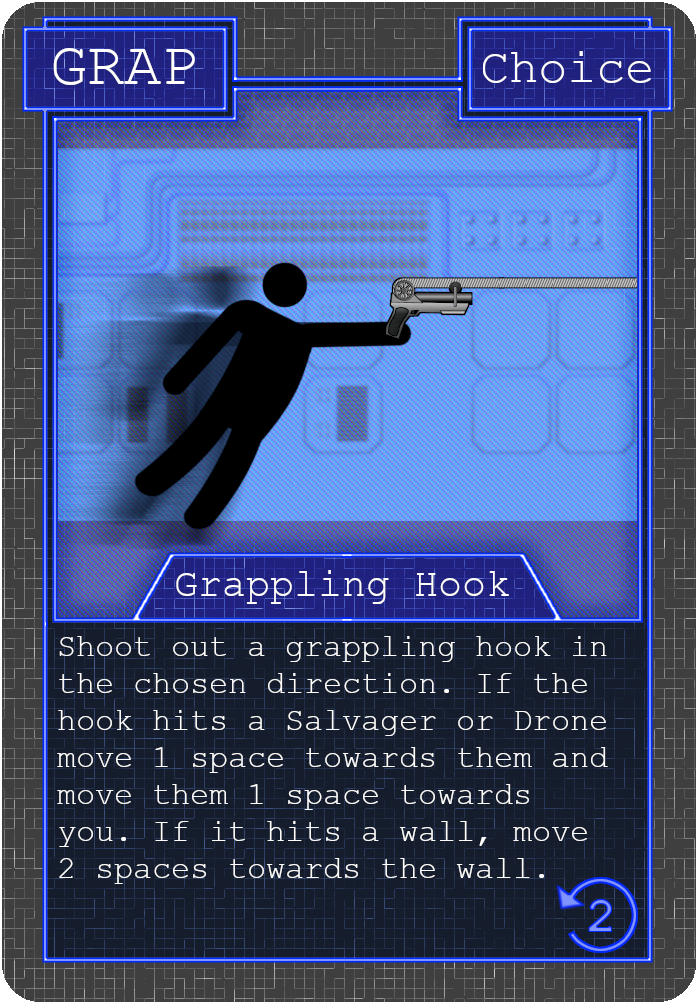 GRAP
Choice
Grappling Hook
Shoot out a grappling hook in
the chosen direction. If the
hook hits a Salvager or Drone
move 1 space towards them and
move them 1 space towards
you. If it hits a wall, move
2 spaces towards the wall.
2